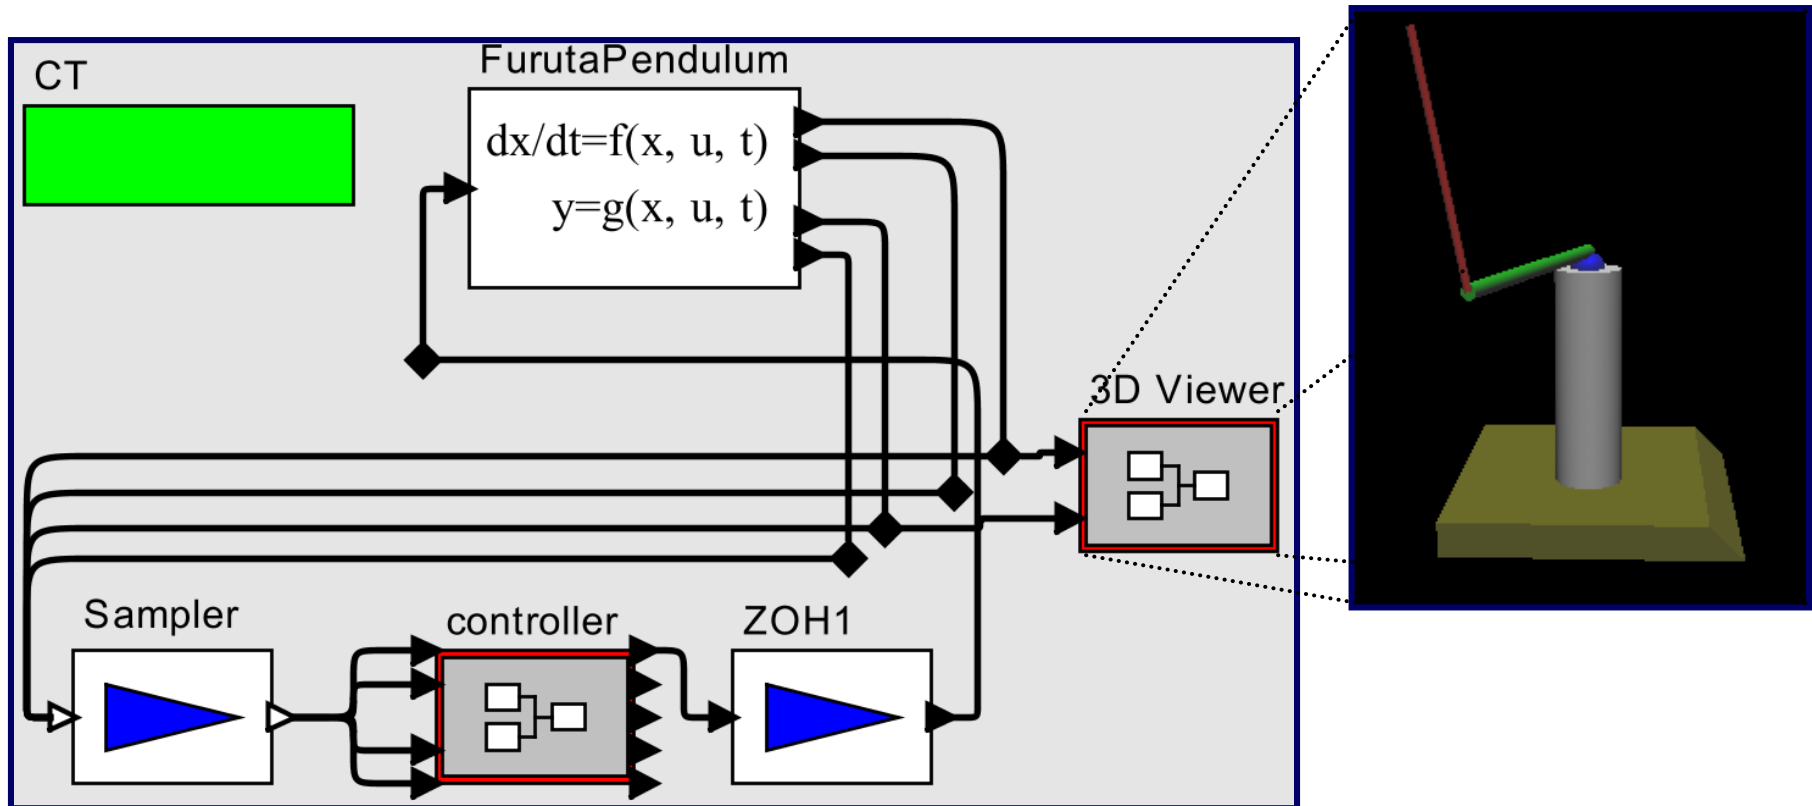 CT
FurutaPendulum
dx/dt=f(x, u, t)
y=g(x, u, t)
3D Viewer
Sampler
controller
ZOH1